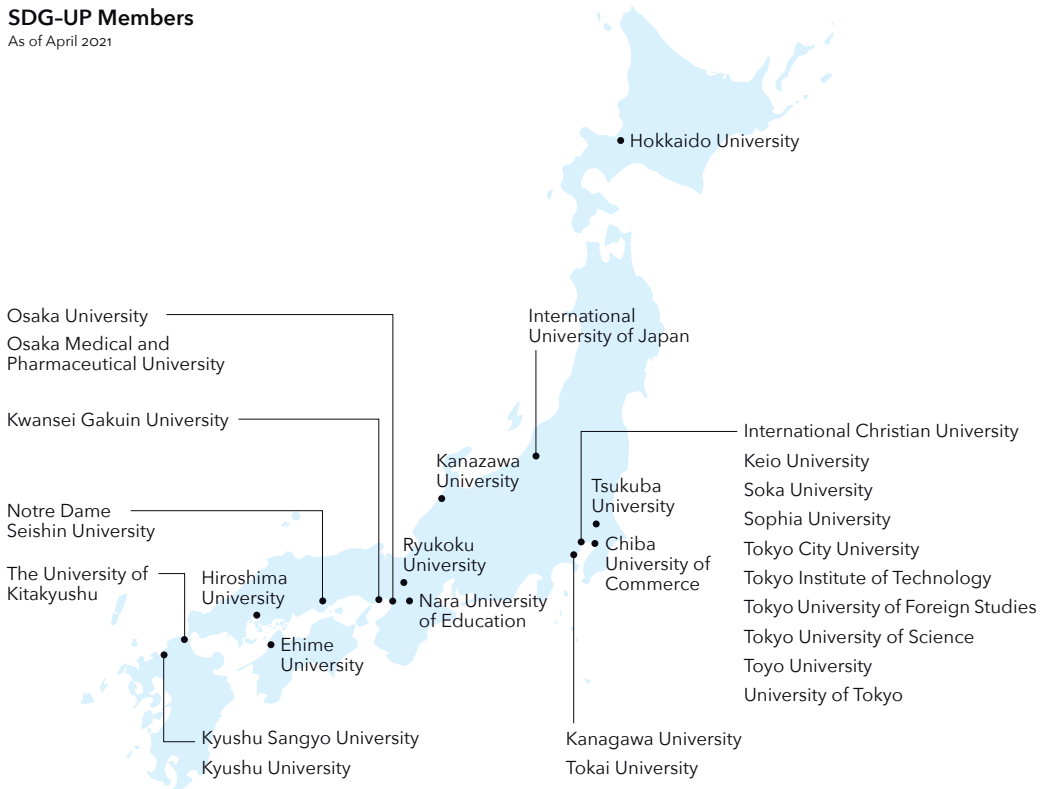 SDG–UP Members
As of April 2021
Hokkaido University
Osaka University
Osaka Medical and
Pharmaceutical University
International
University of Japan
Kwansei Gakuin University
International Christian University
Keio University
Soka University
Sophia University
Tokyo City University
Tokyo Institute of Technology
Tokyo University of Foreign Studies
Tokyo University of Science
Toyo University
University of Tokyo
Kanazawa
University
Tsukuba
University
Notre Dame
Seishin University
Ryukoku
University
Chiba
University of
Commerce
The University of
Kitakyushu
Hiroshima
University
Nara University
of Education
Ehime
University
Kyushu Sangyo University
Kyushu University
Kanagawa University
Tokai University